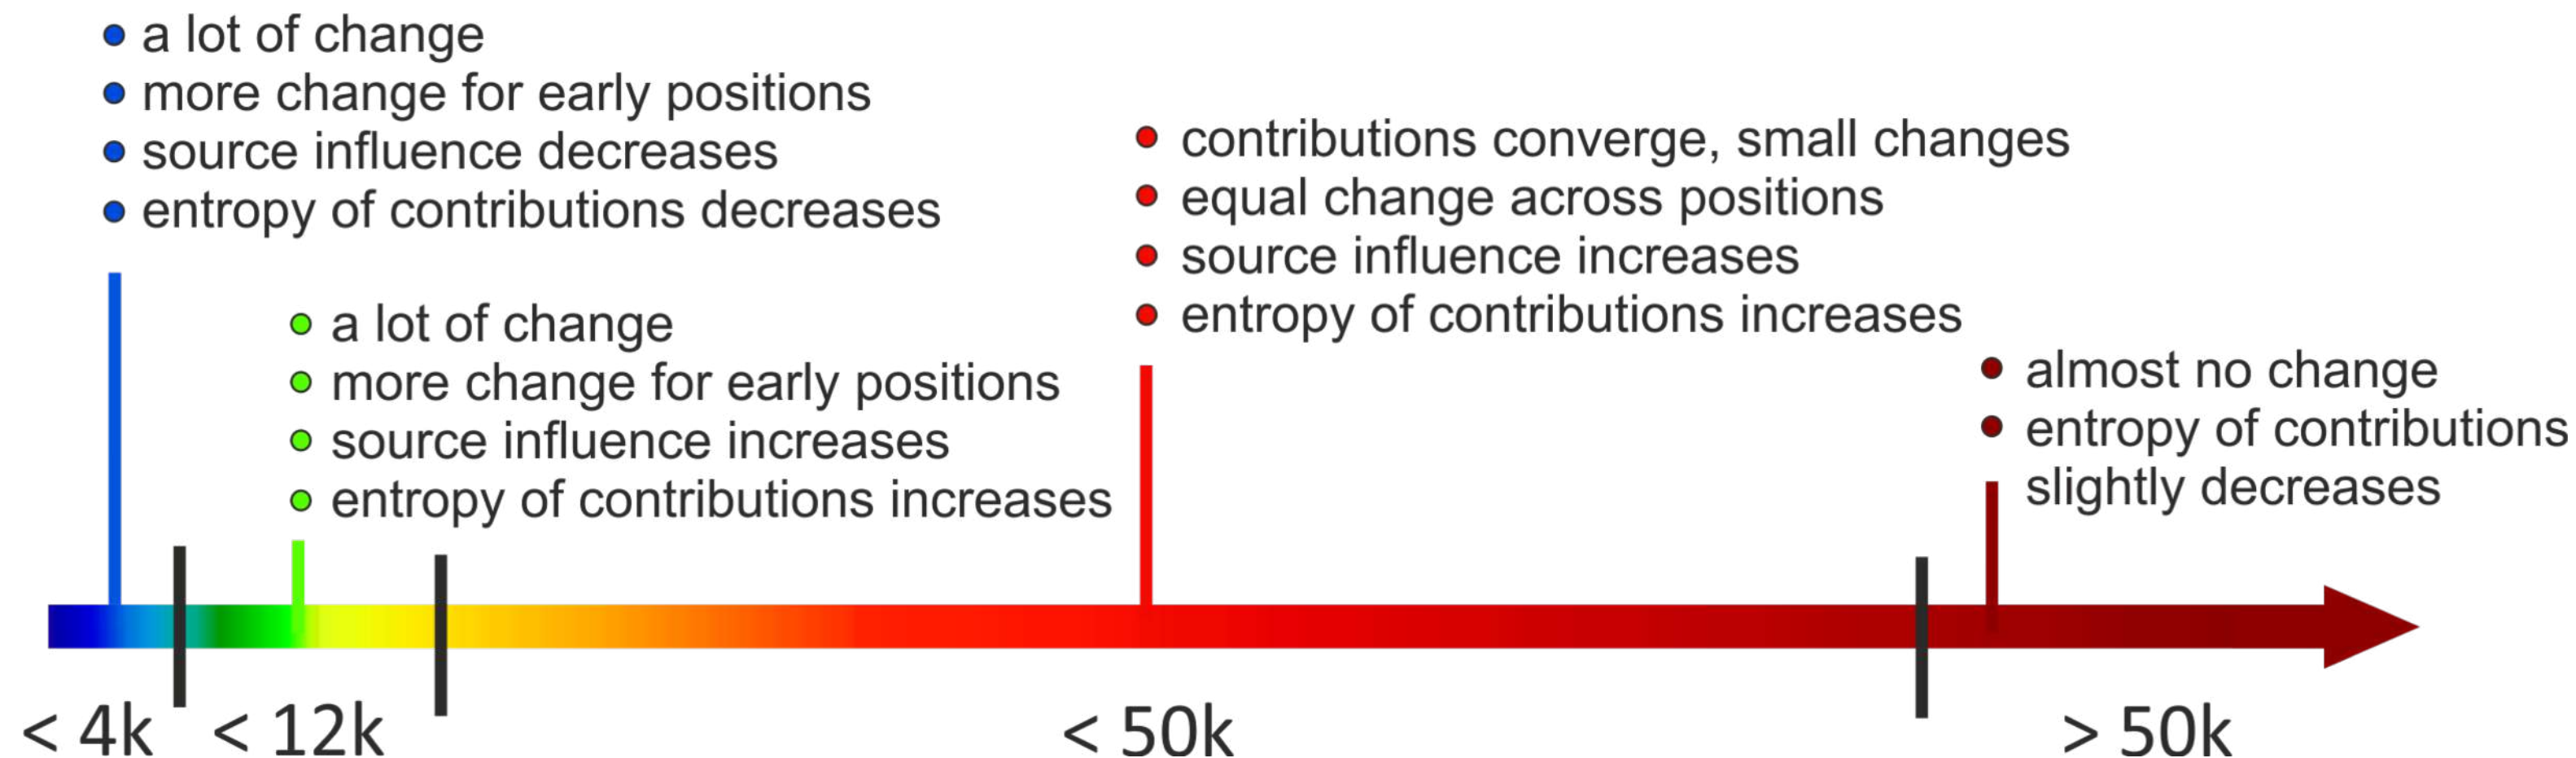 a lot of change
more change for early positions
source influence decreases
entropy of contributions decreases
a lot of change
more change for early positions
source influence increases
entropy of contributions increases
contributions converge, small changes
equal change across positions
source influence increases
entropy of contributions increases
almost no change
entropy of contributions
slightly decreases
< 4k
< 12k
< 50k
> 50k